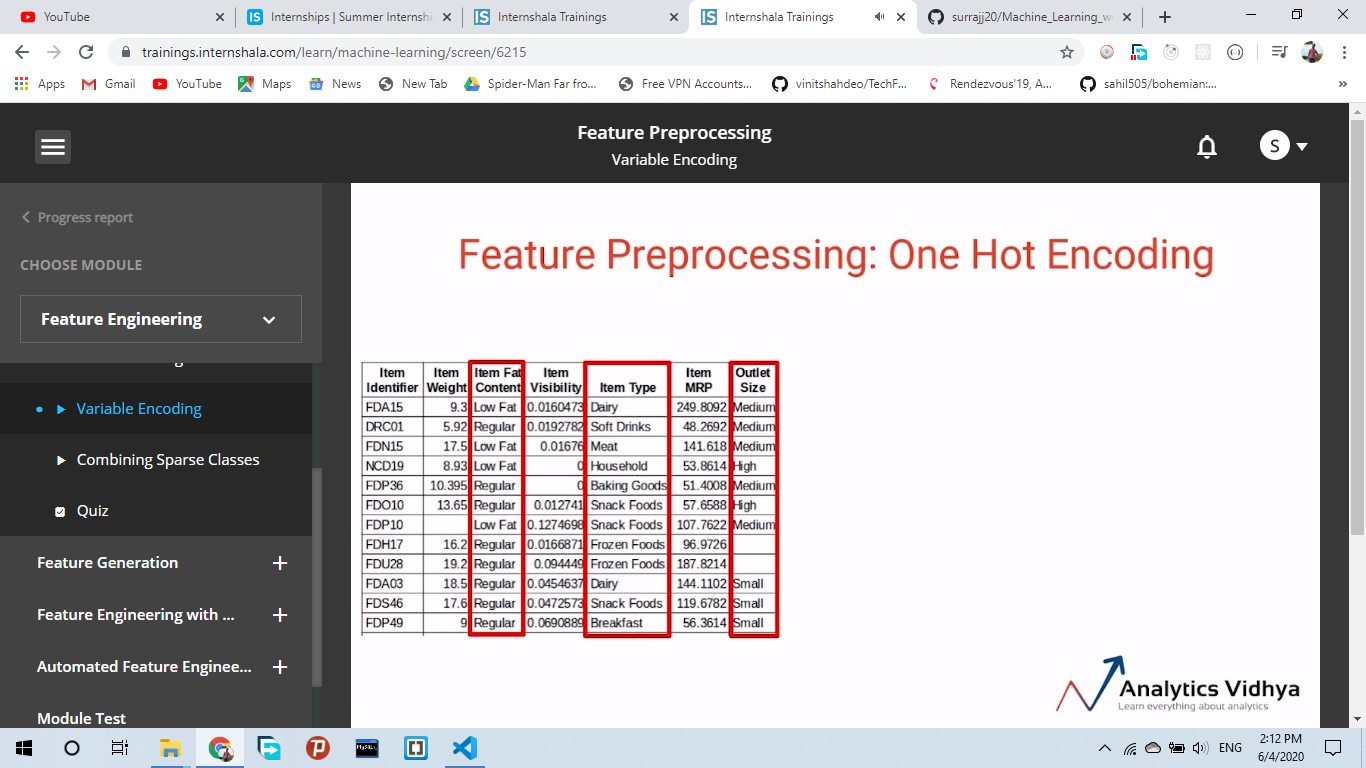 YouTube
Internships | Summer Internship
Internshala Trainings
Internshala Trainings
surrajj20/Machine_Learning_w
trainings.internshala.com/learn/machine-learning/screen/6215
Apps Gmail YouTube Maps News New Tab Spider-Man Far fro... Free VPN Accounts... vinitshahdeo/TechF... Rendezvous'19, A... sahil505/bohemian:... »
Feature Preprocessing
Variable Encoding
S
Progress report
CHOOSE MODULE
Feature Engineering
Variable Encoding
Combining Sparse Classes
Quiz
Feature Generation +
Feature Engineering with ... +
Automated Feature Enginee... +
Module Test
Feature Preprocessing: One Hot Encoding
Item Identifier Item Weight Item Fat Content Item Visibility Item Type Item MRP Outlet Size
FDA15 9.3 Low Fat 0.0160473 Dairy 249.8092 Medium
DRC01 5.92 Regular 0.0192782 Soft Drinks 48.2692 Medium
FDN15 17.5 Low Fat 0.01676 Meat 141.618 Medium
NCD19 8.93 Low Fat 0 Household 53.8614 High
FDP36 10.395 Regular 0 Baking Goods 51.4008 Medium
FDO10 13.65 Regular 0.012741 Snack Foods 57.6588 High
FDP10 Low Fat 0.1274698 Snack Foods 107.7622 Medium
FDH17 16.2 Regular 0.0166871 Frozen Foods 96.9726
FDU28 19.2 Regular 0.094449 Frozen Foods 187.8214
FDA03 18.5 Regular 0.0454637 Dairy 144.1102 Small
FDS46 17.6 Regular 0.0472573 Snack Foods 119.6782 Small
FDP49 9 Regular 0.0690889 Breakfast 56.3614 Small
Analytics Vidhya
Learn everything about analytics
ENG
2:12 PM
6/4/2020